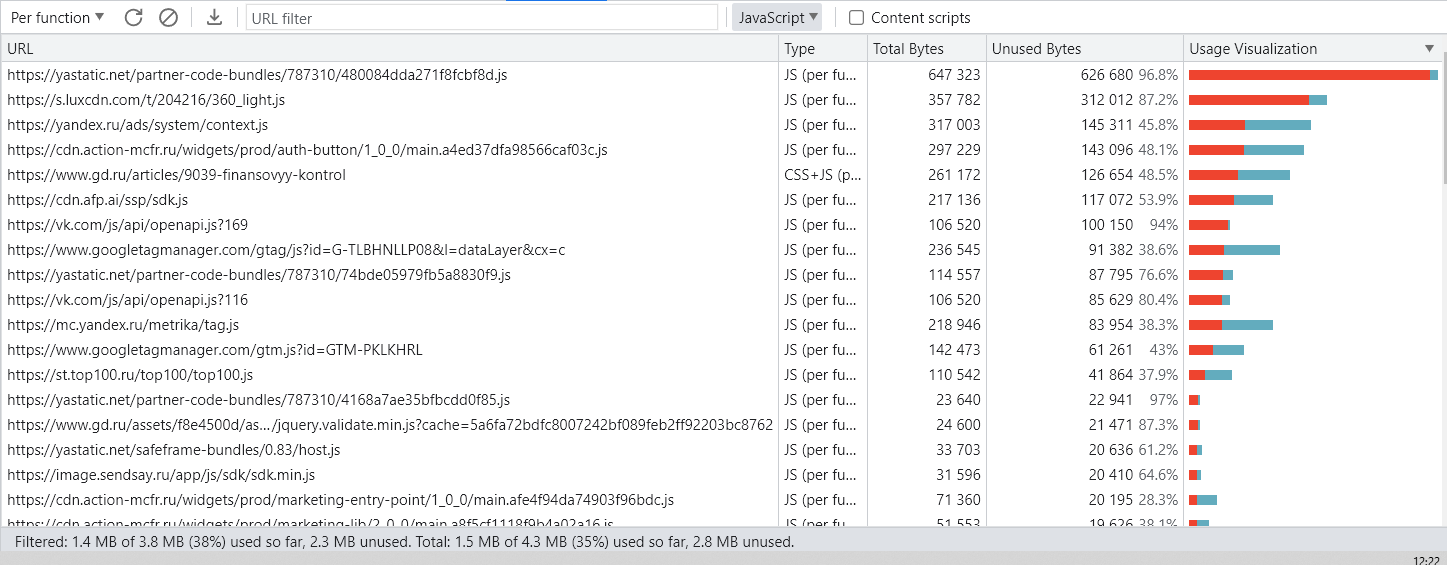 Per function JavaScript Content scripts
URL filter
URL Type Total Bytes Unused Bytes Usage Visualization
https://yastatic.net/partner-code-bundles/787310/480084dda271f8fcbf8d.js JS (per fu... 647 323 626 680 96.8%
https://s.luxcdn.com/t/204216/360_light.js JS (per fu... 357 782 312 012 87.2%
https://yandex.ru/ads/system/context.js JS (per fu... 317 003 145 311 45.8%
https://cdn.action-mcfr.ru/widgets/prod/auth-button/1_0_0/main.a4ed37dfa98566caf03c.js JS (per fu... 297 229 143 096 48.1%
https://www.gd.ru/articles/9039-finansovyy-kontrol CSS+JS (p... 261 172 126 654 48.5%
https://cdn.afp.ai/ssp/sdk.js JS (per fu... 217 136 117 072 53.9%
https://vk.com/js/api/openapi.js?169 JS (per fu... 106 520 100 150 94%
https://www.googletagmanager.com/gtag/js?id=G-TLBHNLLP08&l=dataLayer&cx=c JS (per fu... 236 545 91 382 38.6%
https://yastatic.net/partner-code-bundles/787310/74bde05979fb5a8830f9.js JS (per fu... 114 557 87 795 76.6%
https://vk.com/js/api/openapi.js?116 JS (per fu... 106 520 85 629 80.4%
https://mc.yandex.ru/metrika/tag.js JS (per fu... 218 946 83 954 38.3%
https://www.googletagmanager.com/gtm.js?id=GTM-PKLKHRL JS (per fu... 142 473 61 261 43%
https://st.top100.ru/top100/top100.js JS (per fu... 110 542 41 864 37.9%
https://yastatic.net/partner-code-bundles/787310/4168a7ae35bfbcdd0f85.js JS (per fu... 23 640 22 941 97%
https://www.gd.ru/assets/f8e4500d/as.../jquery.validate.min.js?cache=5a6fa72bdfc8007242bf089feb2ff92203bc8762 JS (per fu... 24 600 21 471 87.3%
https://yastatic.net/safeframe-bundles/0.83/host.js JS (per fu... 33 703 20 636 61.2%
https://image.sendsay.ru/app/js/sdk/sdk.min.js JS (per fu... 31 596 20 410 64.6%
https://cdn.action-mcfr.ru/widgets/prod/marketing-entry-point/1_0_0/main.afe4f94da74903f96bdc.js JS (per fu... 71 360 20 195 28.3%
https://cdn.action-mcfr.ru/widgets/prod/marketing-lib/2_0_0/main.a8f5cf1118f9b4a02a16.js JS (per fu... 51 553 19 626 38.1%
Filtered: 1.4 MB of 3.8 MB (38%) used so far, 2.3 MB unused. Total: 1.5 MB of 4.3 MB (35%) used so far, 2.8 MB unused.
12:22